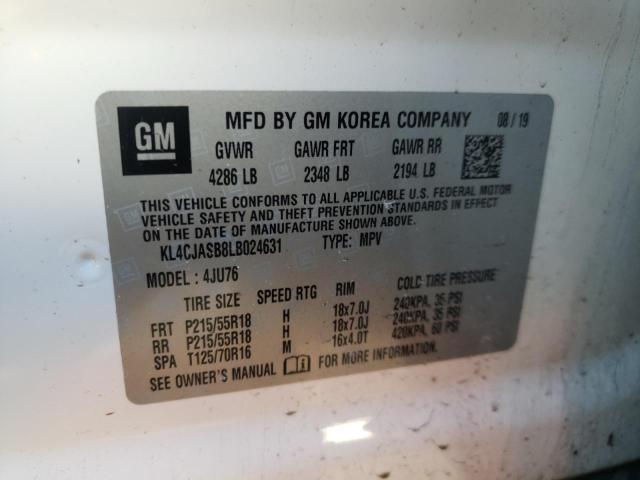 GM
MFD BY GM KOREA COMPANY 08/19
GVWR GAWR FRT GAWR RR
4286 LB 2348 LB 2194 LB
THIS VEHICLE CONFORMS TO ALL APPLICABLE U.S. FEDERAL MOTOR
VEHICLE SAFETY AND THEFT PREVENTION STANDARDS IN EFFECT
ON THE DATE OF MANUFACTURE SHOWN ABOVE.
KL4CJASB8LB024631 TYPE: MPV
MODEL: 4JU76
TIRE SIZE SPEED RTG RIM COLD TIRE PRESSURE
FRT P215/55R18 H 18x7.0J 240KPA, 35 PSI
RR P215/55R18 H 18x7.0J 240KPA, 35 PSI
SPA T125/70R16 M 16x4.0T 420KPA, 60 PSI
SEE OWNER'S MANUAL FOR MORE INFORMATION.